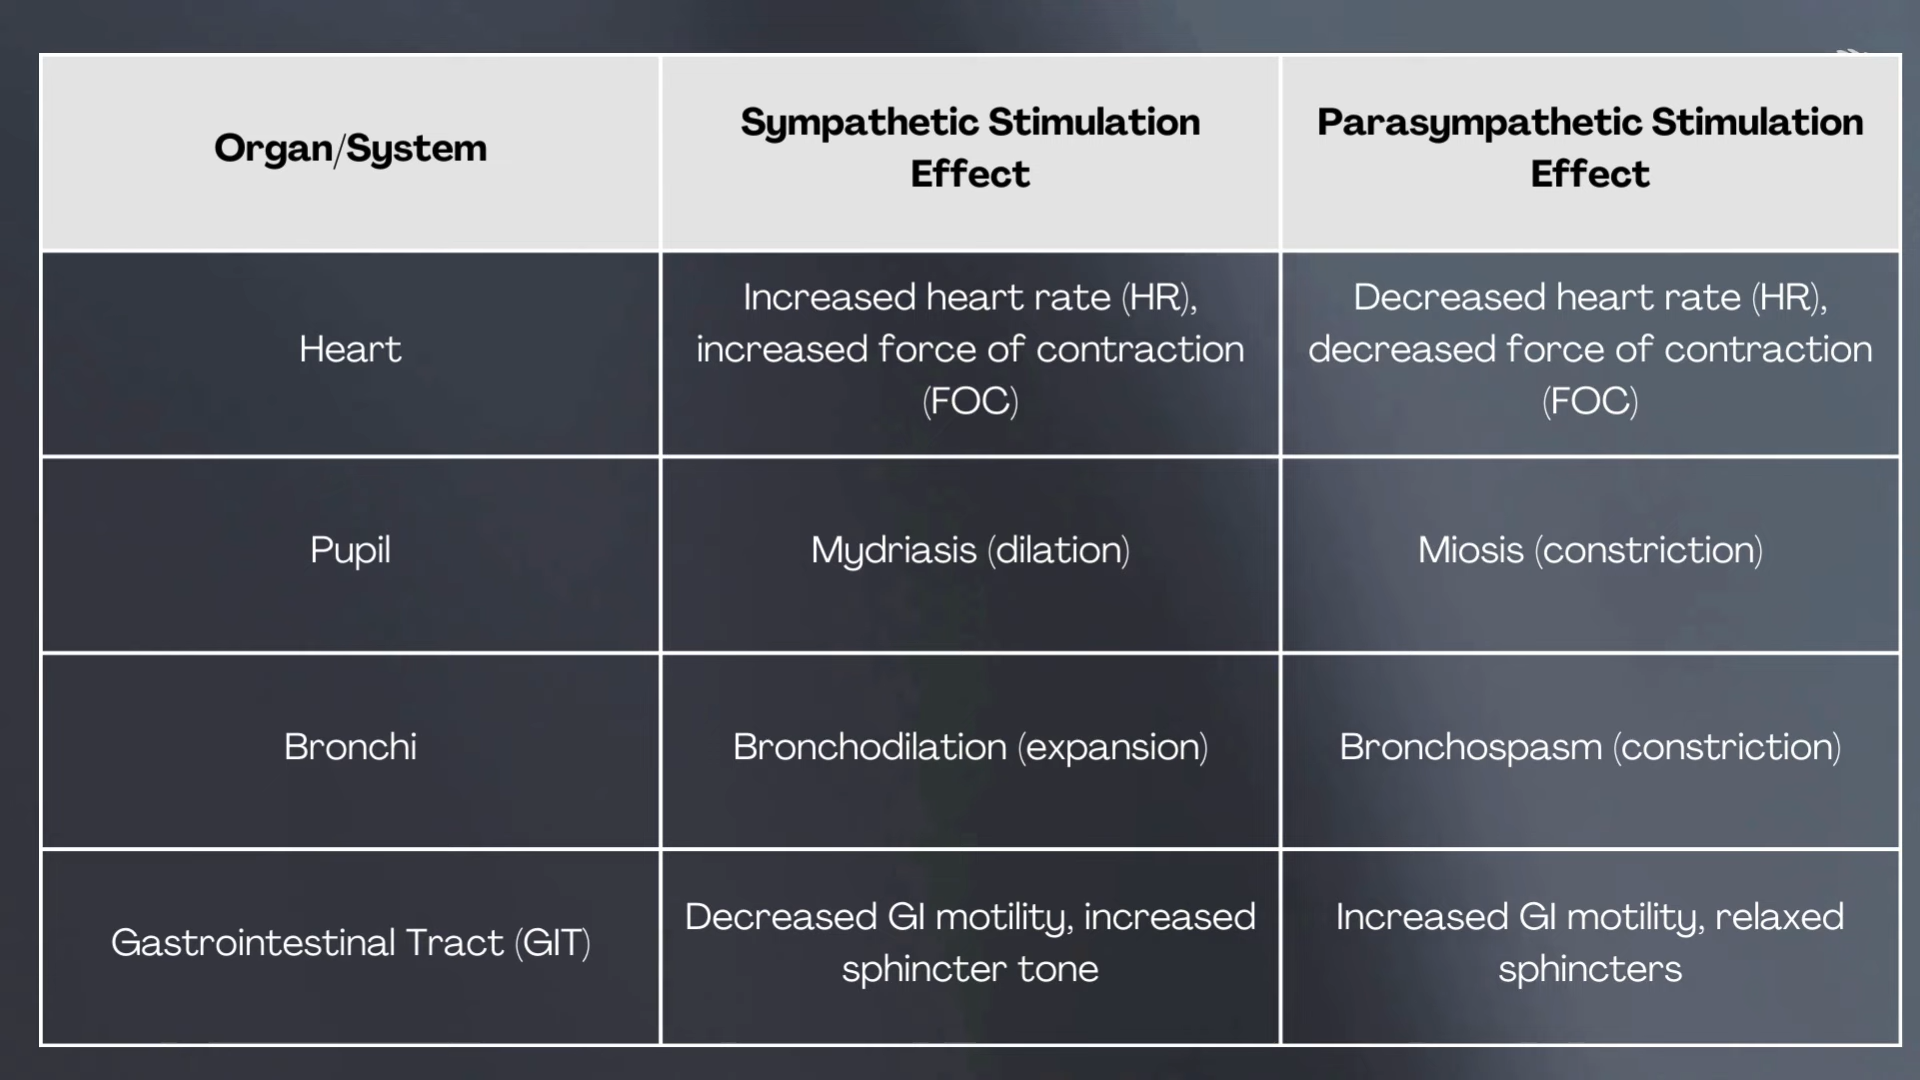 Organ/System
Sympathetic Stimulation
Effect
Parasympathetic Stimulation
Effect
Heart
Increased heart rate (HR),
increased force of contraction
(FOC)
Decreased heart rate (HR),
decreased force of contraction
(FOC)
Pupil
Mydriasis (dilation)
Miosis (constriction)
Bronchi
Bronchodilation (expansion)
Bronchospasm (constriction)
Gastrointestinal Tract (GIT)
Decreased GI motility, increased
sphincter tone
Increased GI motility, relaxed
sphincters